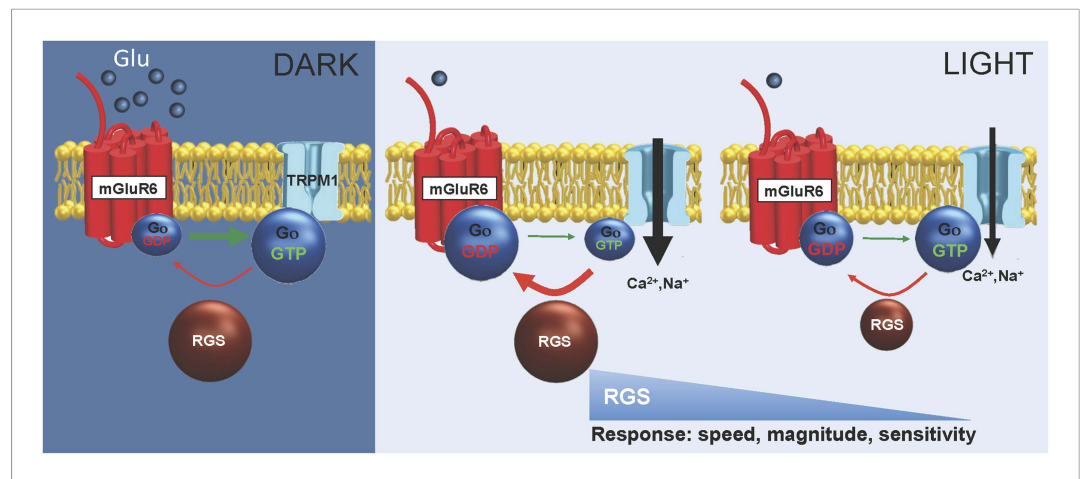 Glu
DARK
mGluR6
TRPM1
Go
GDP
Go
GTP
RGS
LIGHT
mGluR6
Go
GDP
Go
GTP
Ca²⁺,Na⁺
RGS
mGluR6
Go
GDP
Go
GTP
Ca²⁺,Na⁺
RGS
RGS
Response: speed, magnitude, sensitivity